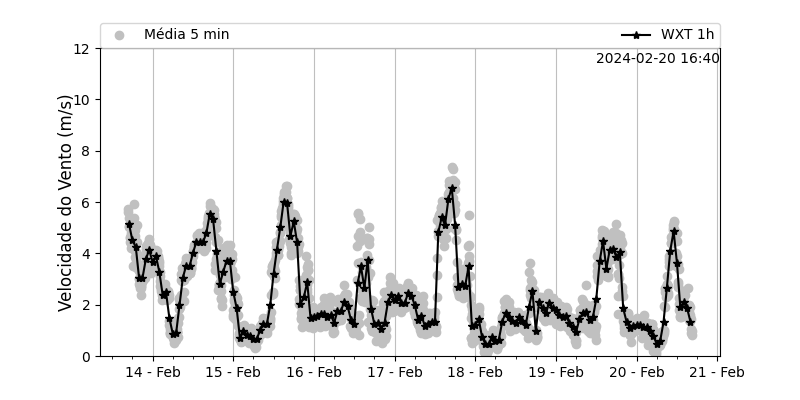 Média 5 min
WXT 1h
2024-02-20 16:40
Velocidade do Vento (m/s)
12
10
8
6
4
2
0
14 - Feb
15 - Feb
16 - Feb
17 - Feb
18 - Feb
19 - Feb
20 - Feb
21 - Feb